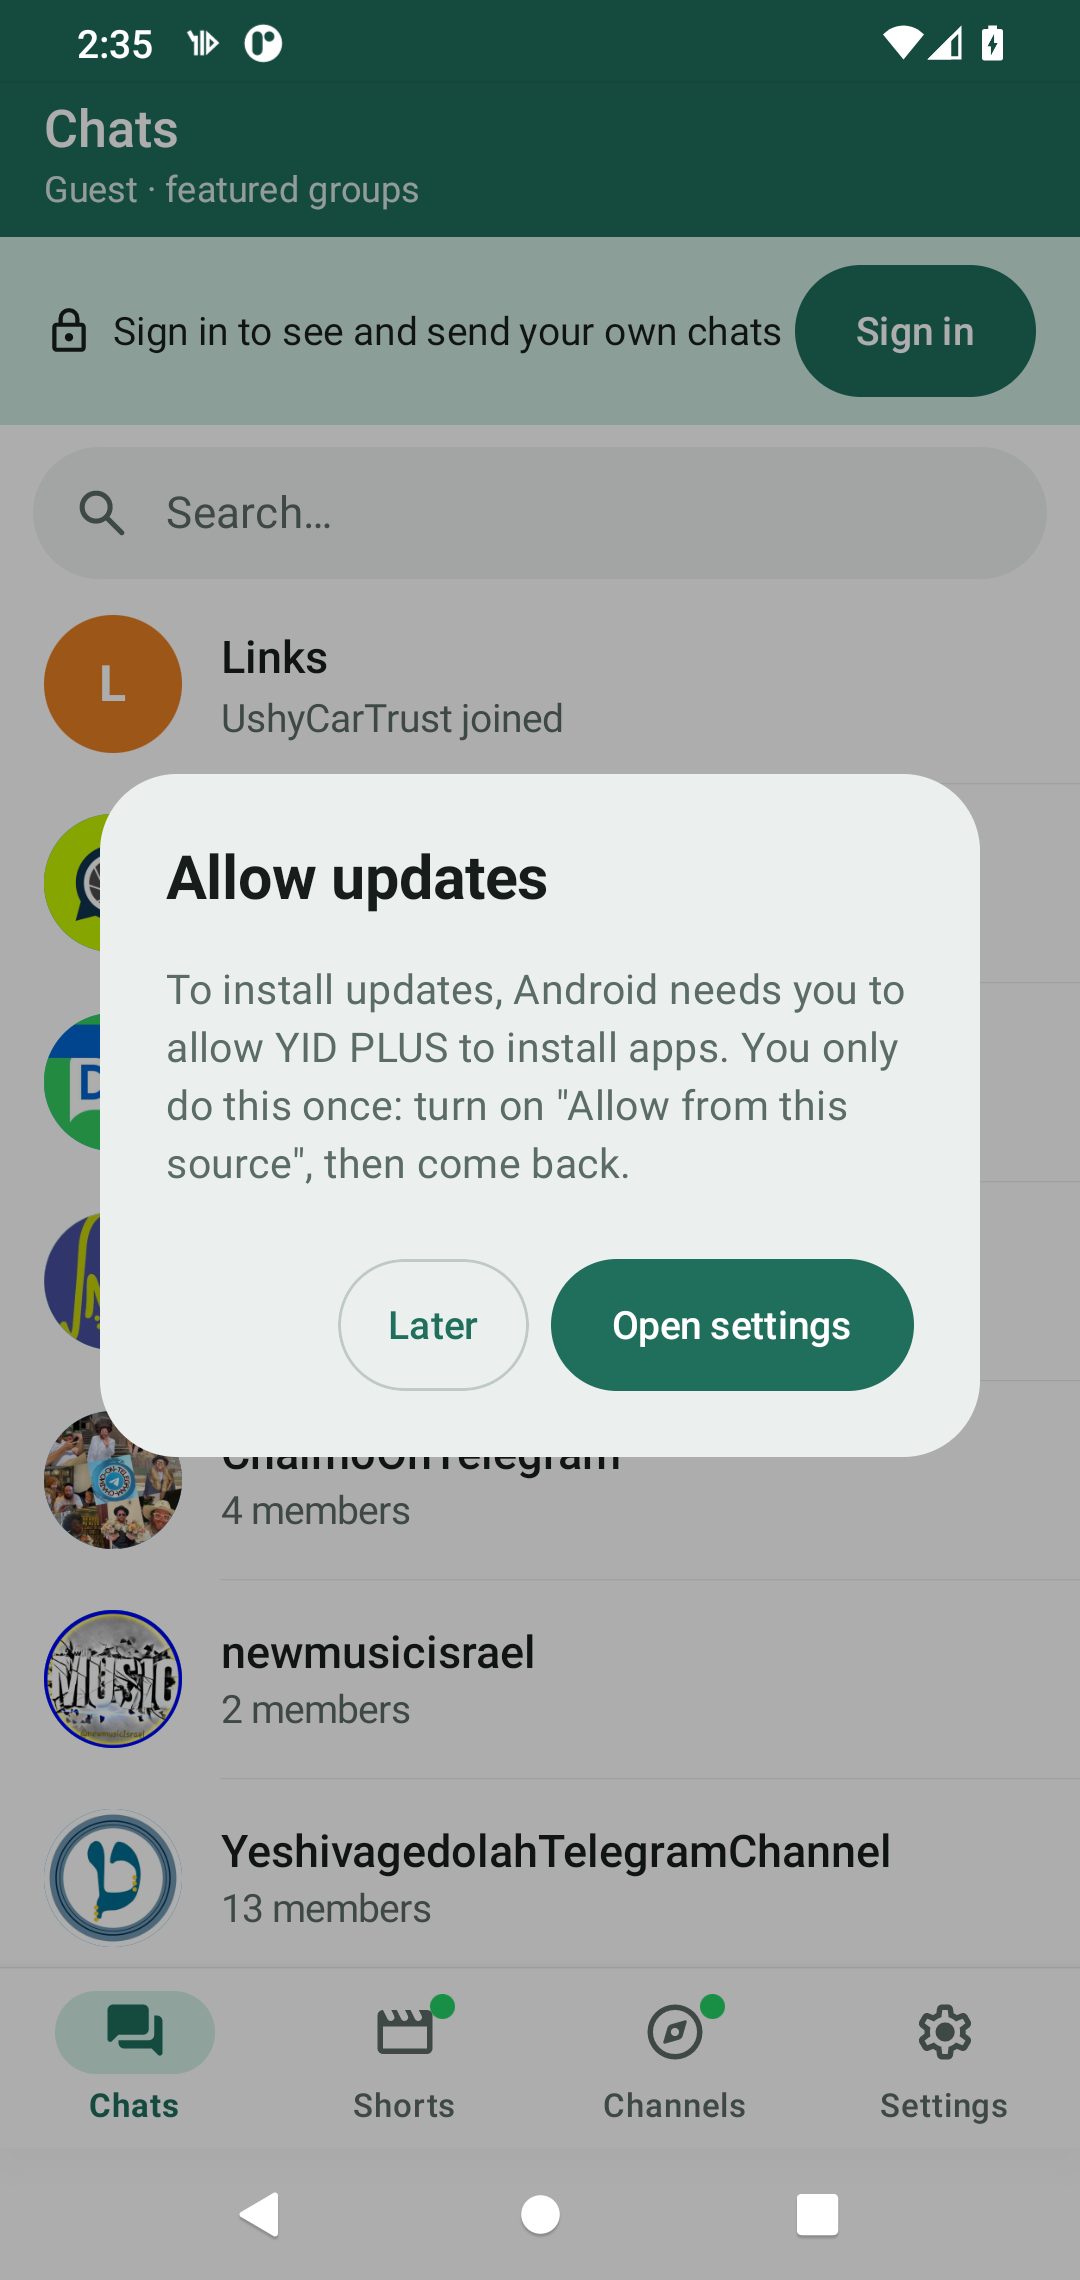 2:35
Chats
Guest · featured groups
Sign in to see and send your own chats
Sign in
Search...
L
Links
UshyCarTrust joined
Allow updates
To install updates, Android needs you to
allow YID PLUS to install apps. You only
do this once: turn on "Allow from this
source", then come back.
Later
Open settings
ChaimoOnTelegram
4 members
MUSIC
newmusicisrael
2 members
YeshivagedolahTelegramChannel
13 members
Chats
Shorts
Channels
Settings